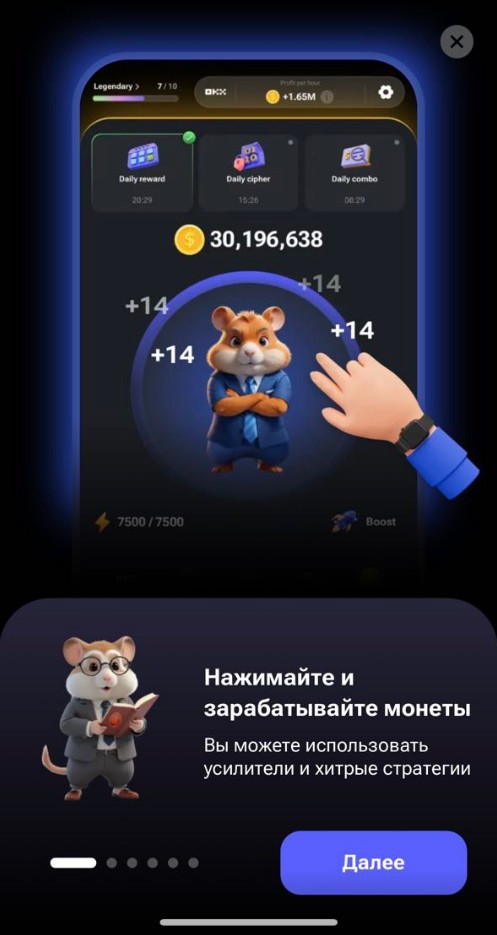 Legendary > 7 / 10
OKX
Profit per hour
+1.65M
Daily reward
20:29
Daily cipher
15:26
Daily combo
08:29
30,196,638
+14
+14
+14
+14
7500 / 7500
Boost
Нажимайте и
зарабатывайте монеты
Вы можете использовать
усилители и хитрые стратегии
Далее